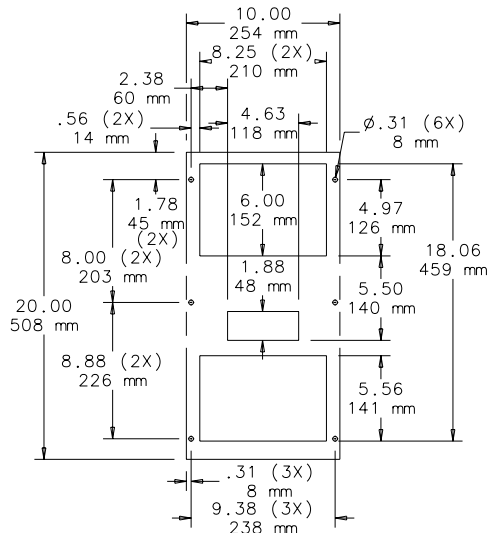 10.00
254 mm
8.25 (2X)
210 mm
2.38
60 mm
.56 (2X)
14 mm
4.63
118 mm
Ø.31 (6X)
8 mm
1.78
45 mm
(2X)
6.00
152 mm
4.97
126 mm
8.00 (2X)
203 mm
1.88
48 mm
18.06
459 mm
20.00
508 mm
5.50
140 mm
8.88 (2X)
226 mm
5.56
141 mm
.31 (3X)
8 mm
9.38 (2X)
238 mm